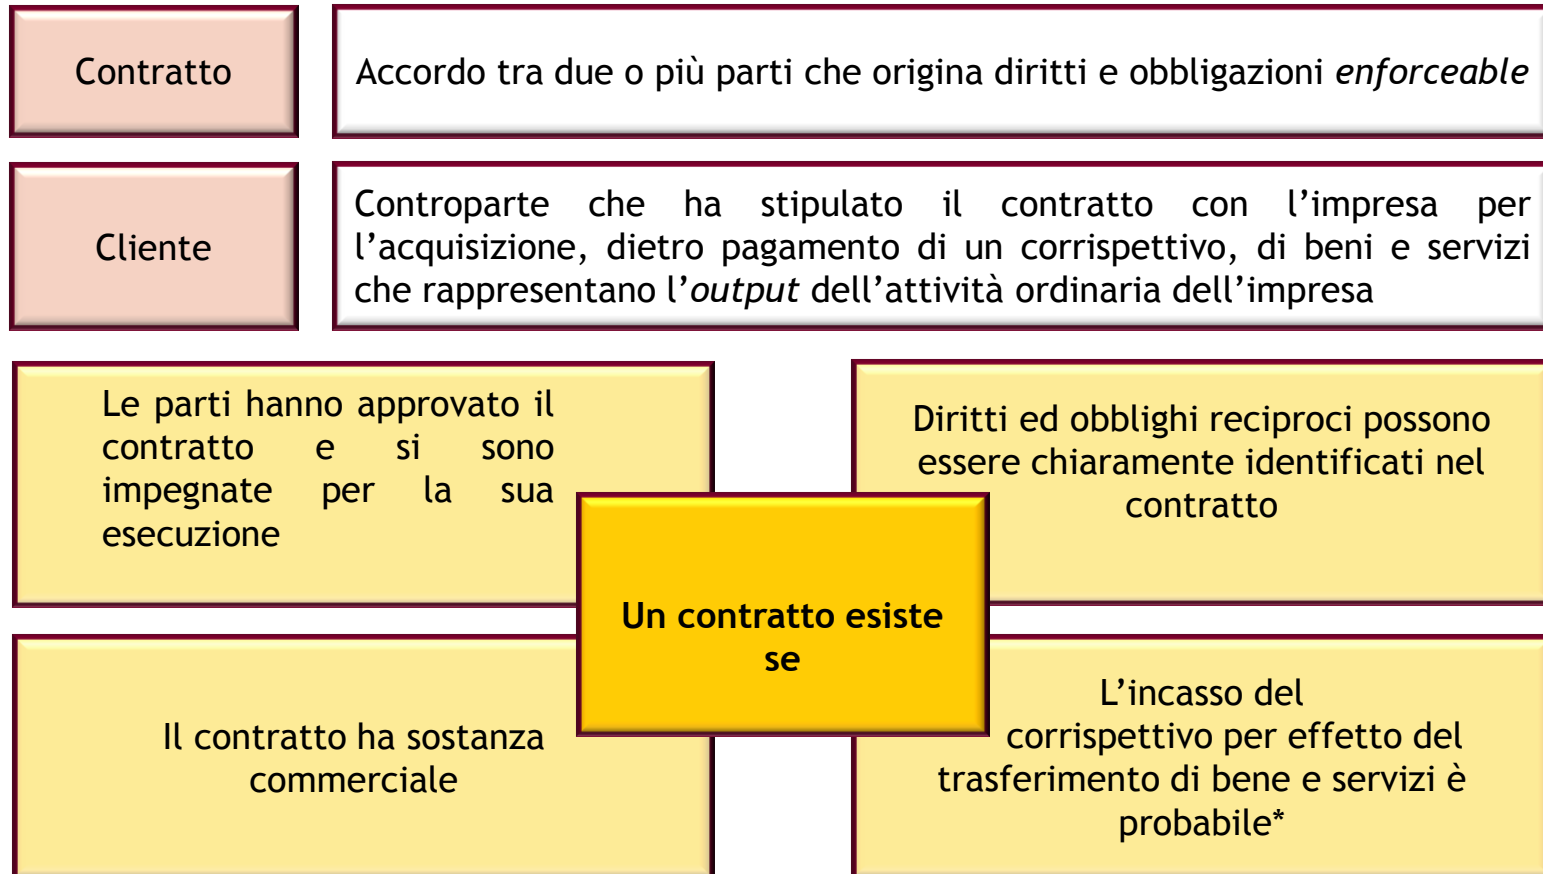 Contratto
Accordo tra due o più parti che origina diritti e obbligazioni enforceable
Cliente
Controparte che ha stipulato il contratto con l’impresa per
l’acquisizione, dietro pagamento di un corrispettivo, di beni e servizi
che rappresentano l’output dell’attività ordinaria dell’impresa
Le parti hanno approvato il
contratto e si sono
impegnate per la sua
esecuzione
Diritti ed obblighi reciproci possono
essere chiaramente identificati nel
contratto
Un contratto esiste
se
Il contratto ha sostanza
commerciale
L’incasso del
corrispettivo per effetto del
trasferimento di bene e servizi è
probabile*